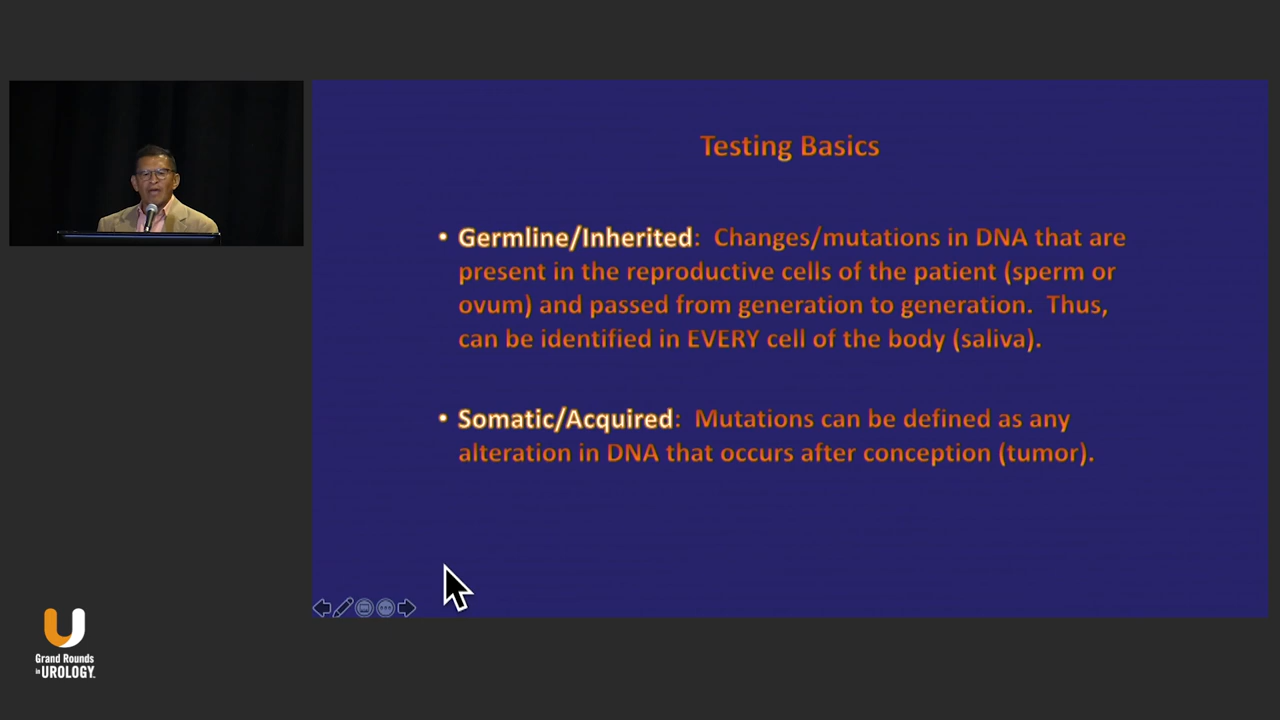 Testing Basics
• Germline/Inherited: Changes/mutations in DNA that are
present in the reproductive cells of the patient (sperm or
ovum) and passed from generation to generation. Thus,
can be identified in EVERY cell of the body (saliva).
• Somatic/Acquired: Mutations can be defined as any
alteration in DNA that occurs after conception (tumor).
U
Grand Rounds
in UROLOGY